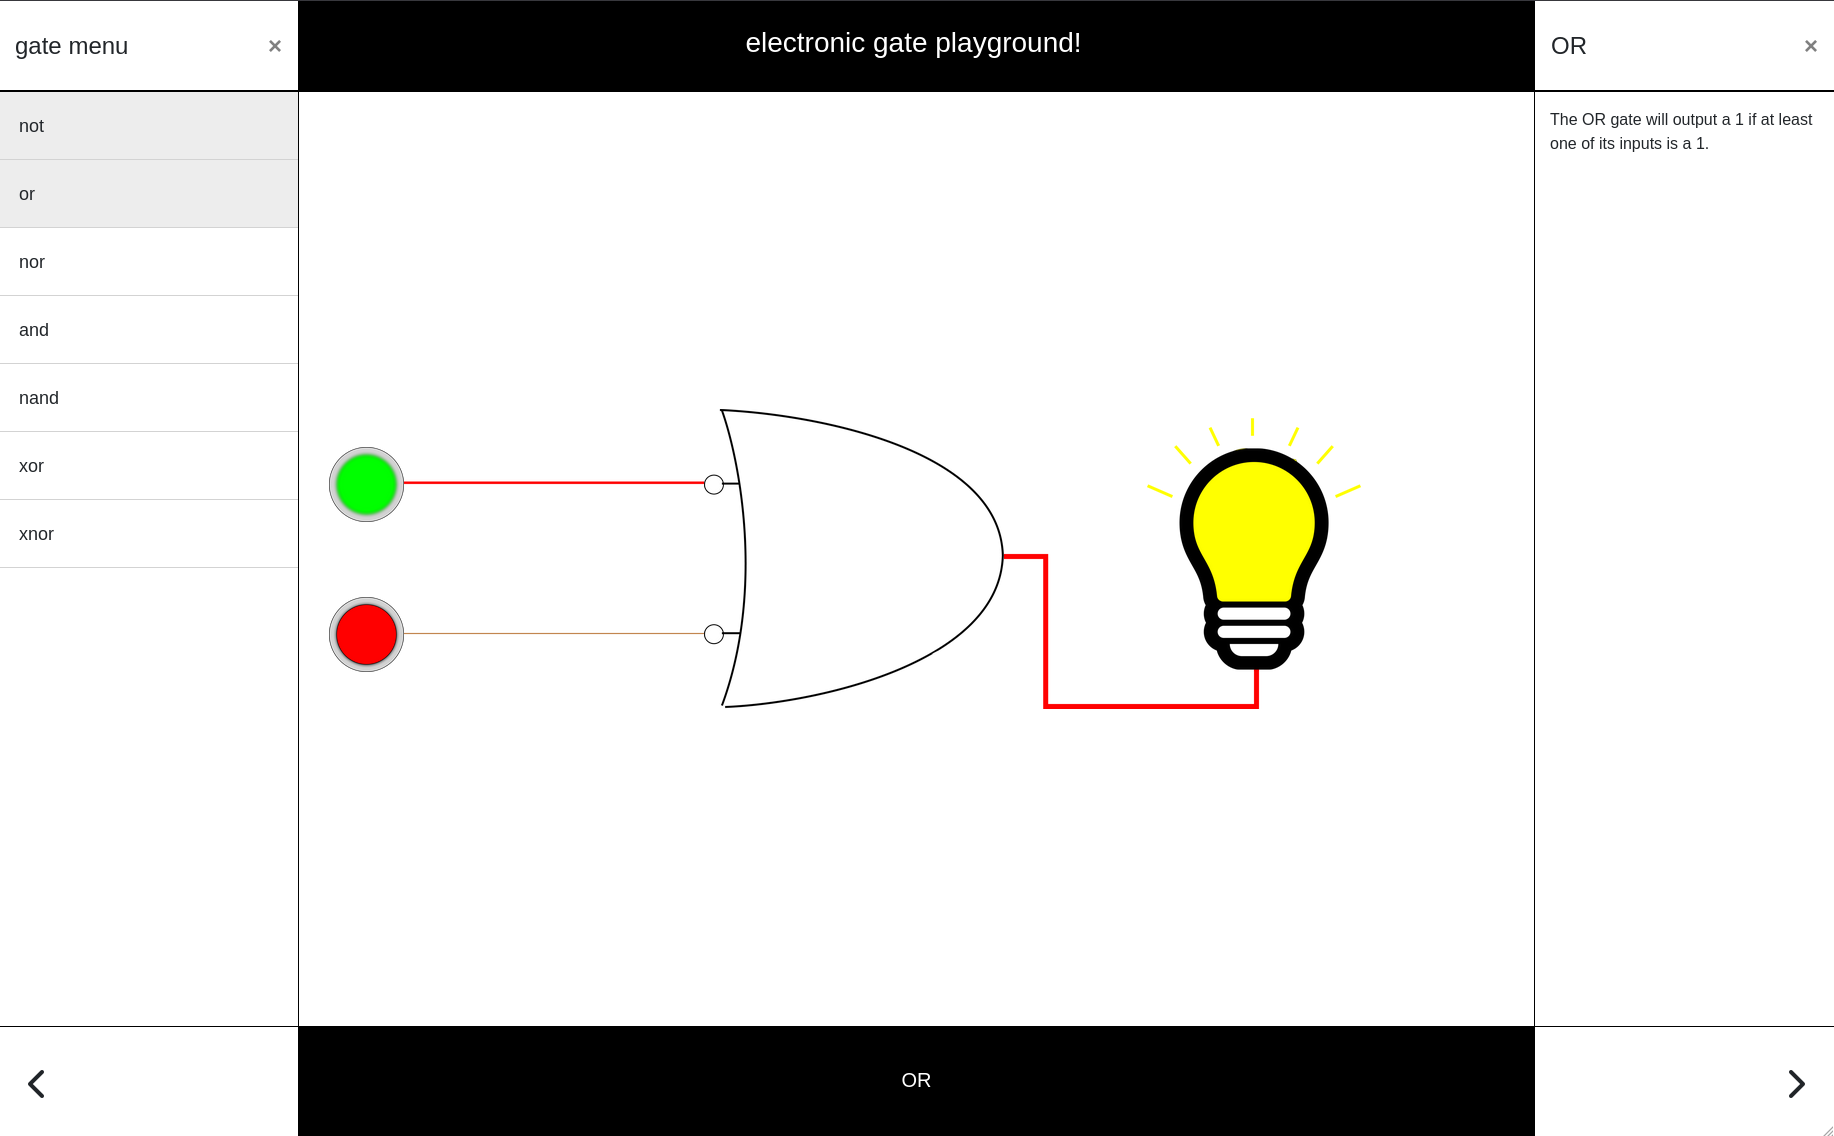 gate menu ×
electronic gate playground!
OR ×
not
or
nor
and
nand
xor
xnor
The OR gate will output a 1 if at least
one of its inputs is a 1.
OR